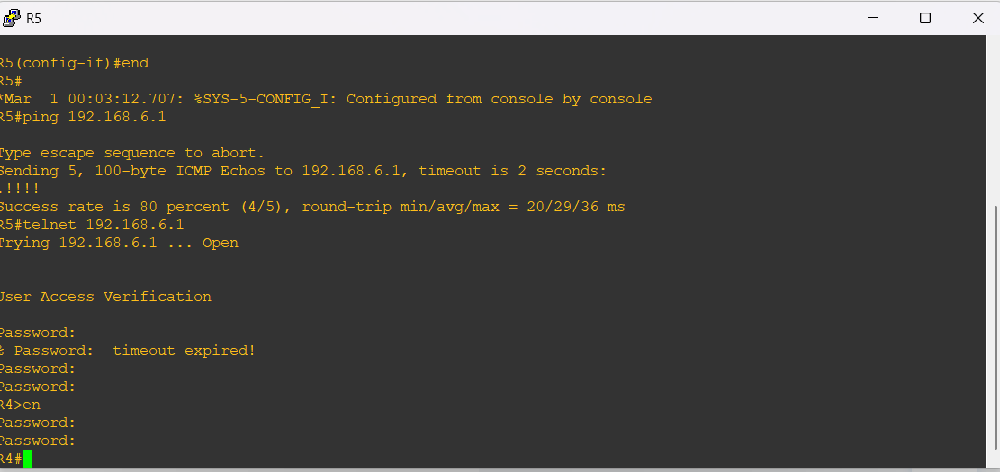 R5
R5(config-if)#end
R5#
*Mar  1 00:03:12.707: %SYS-5-CONFIG_I: Configured from console by console
R5#ping 192.168.6.1
Type escape sequence to abort.
Sending 5, 100-byte ICMP Echos to 192.168.6.1, timeout is 2 seconds:
.!!!!
Success rate is 80 percent (4/5), round-trip min/avg/max = 20/29/36 ms
R5#telnet 192.168.6.1
Trying 192.168.6.1 ... Open
User Access Verification
Password:
% Password:  timeout expired!
Password:
Password:
R4>en
Password:
Password:
R4#